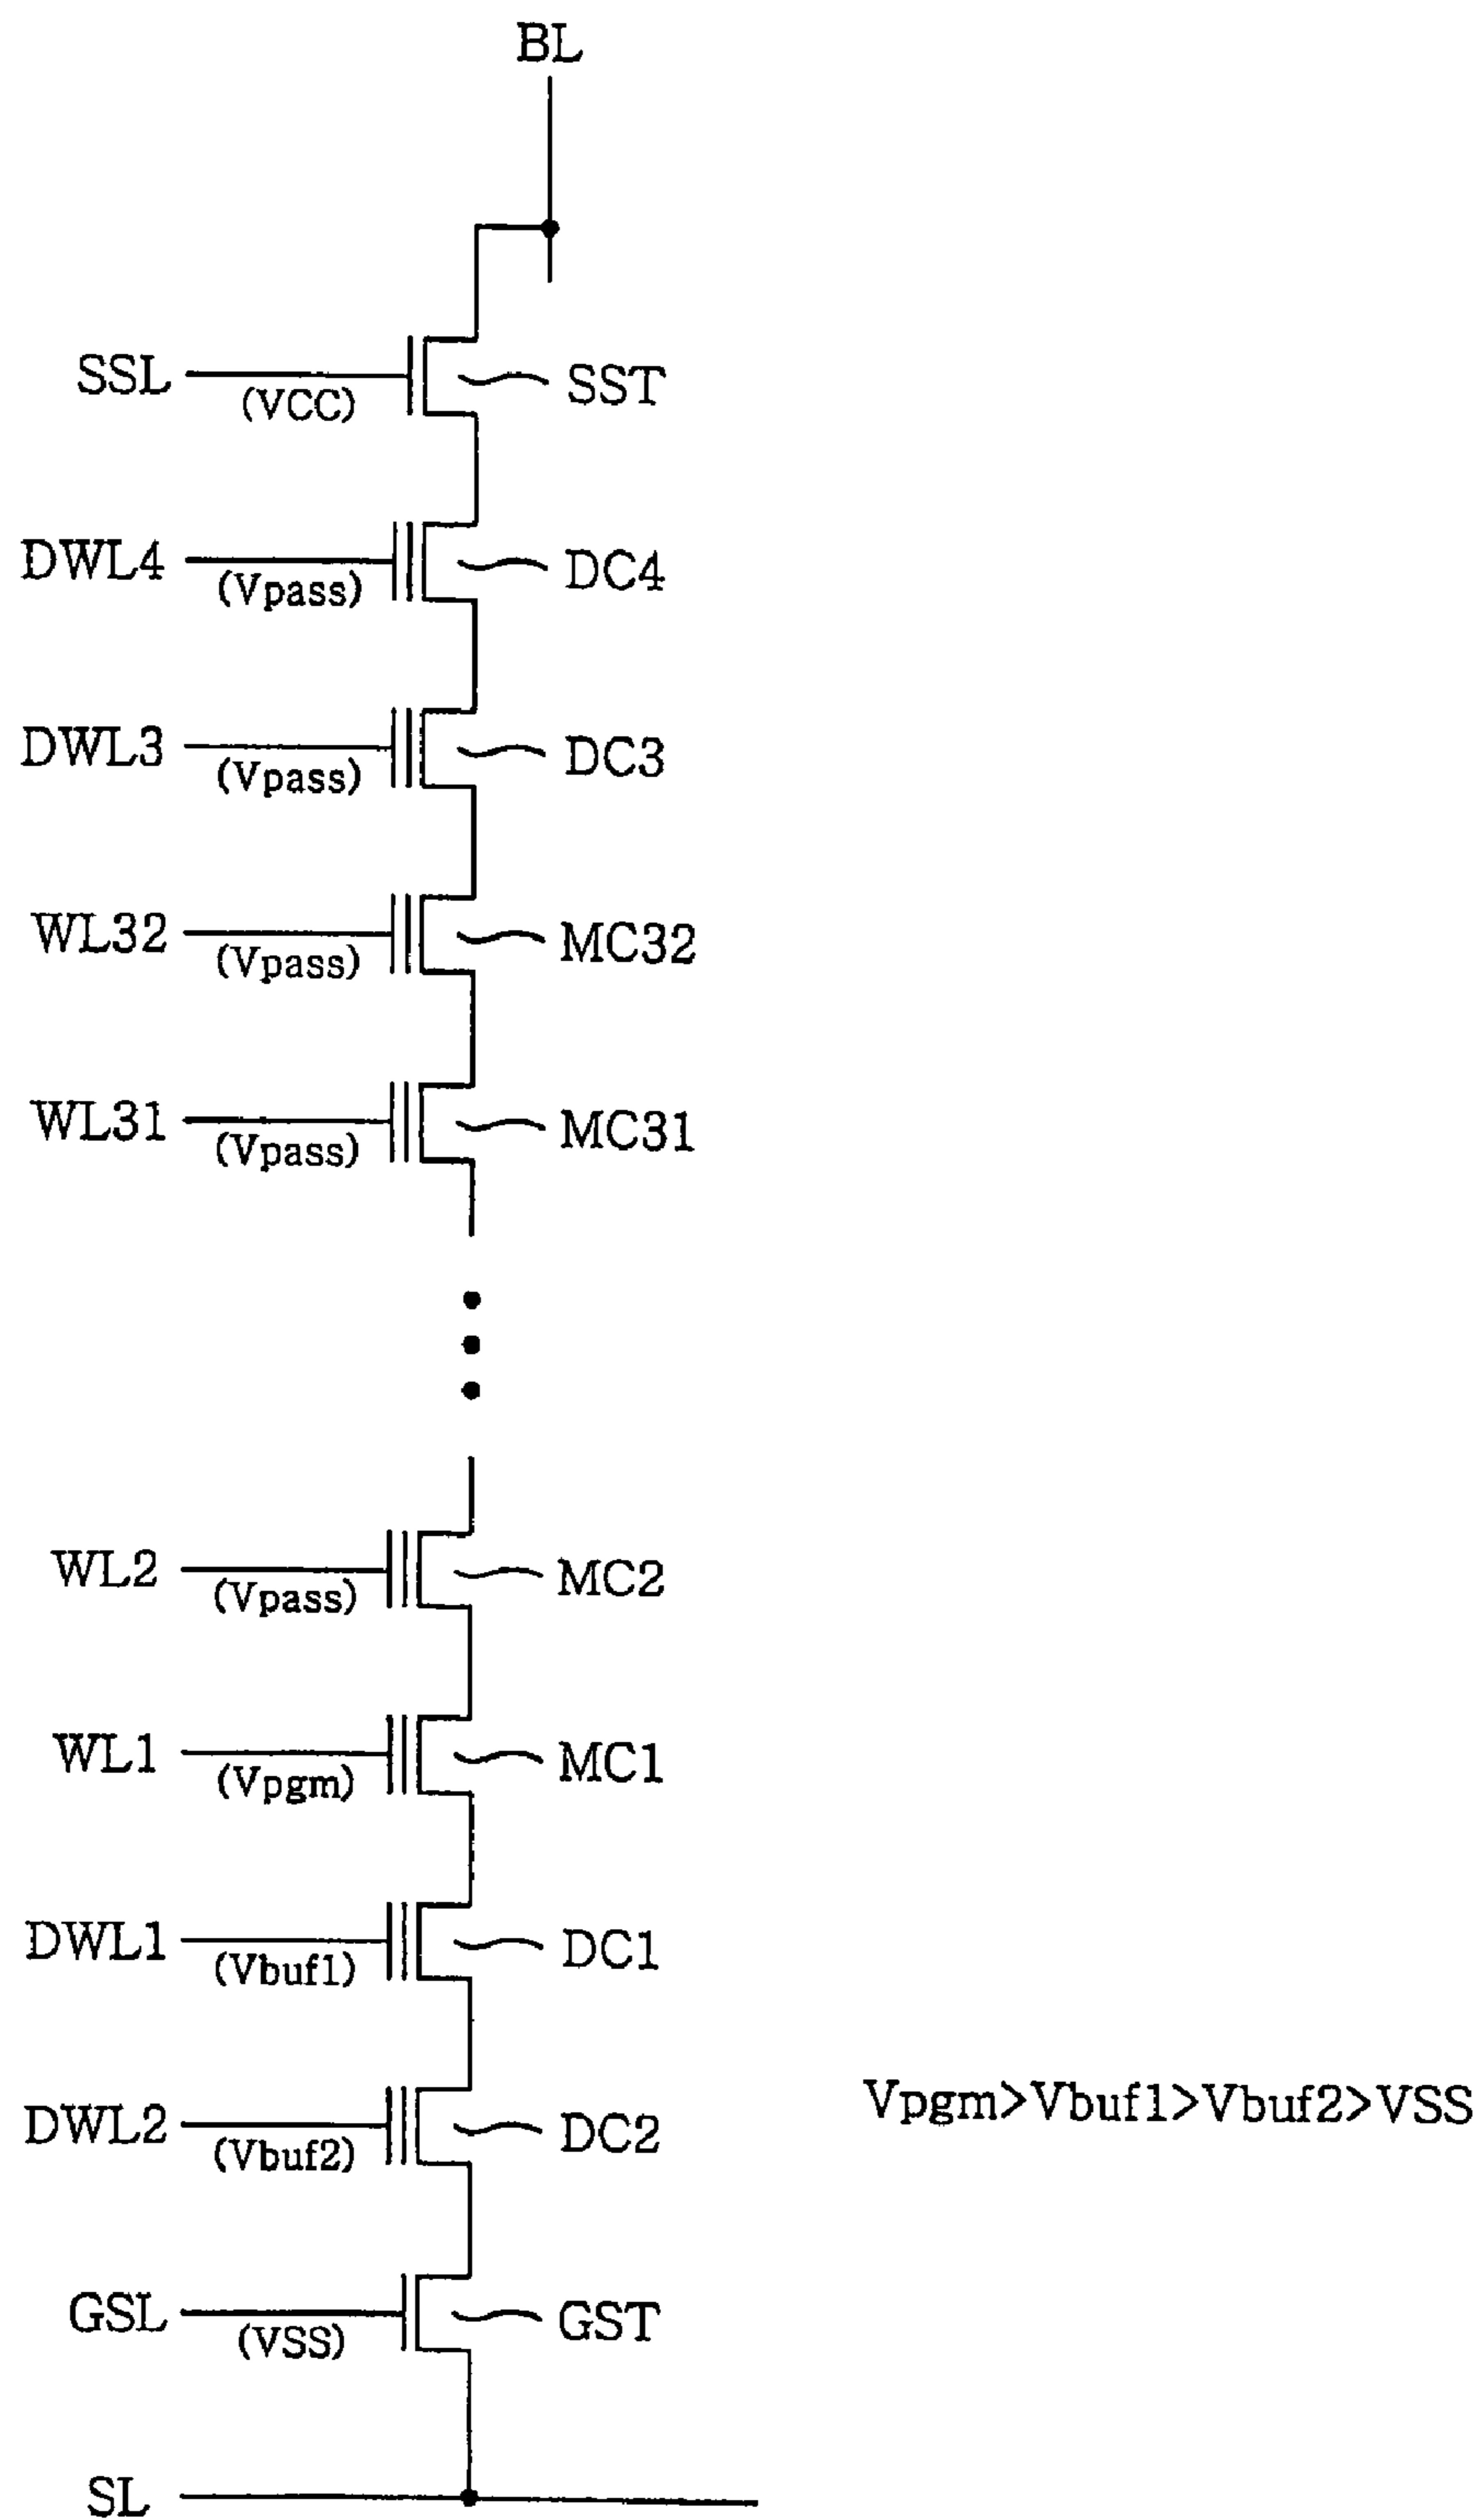 BL
SSL (VCC) SST
DWL4 (Vpass) DC4
DWL3 (Vpass) DC3
WL32 (Vpass) MC32
WL31 (Vpass) MC31
WL2 (Vpass) MC2
WL1 (Vpgm) MC1
DWL1 (Vbuf1) DC1
DWL2 (Vbuf2) DC2
Vpgm>Vbuf1>Vbuf2>VSS
GSL (VSS) GST
SL